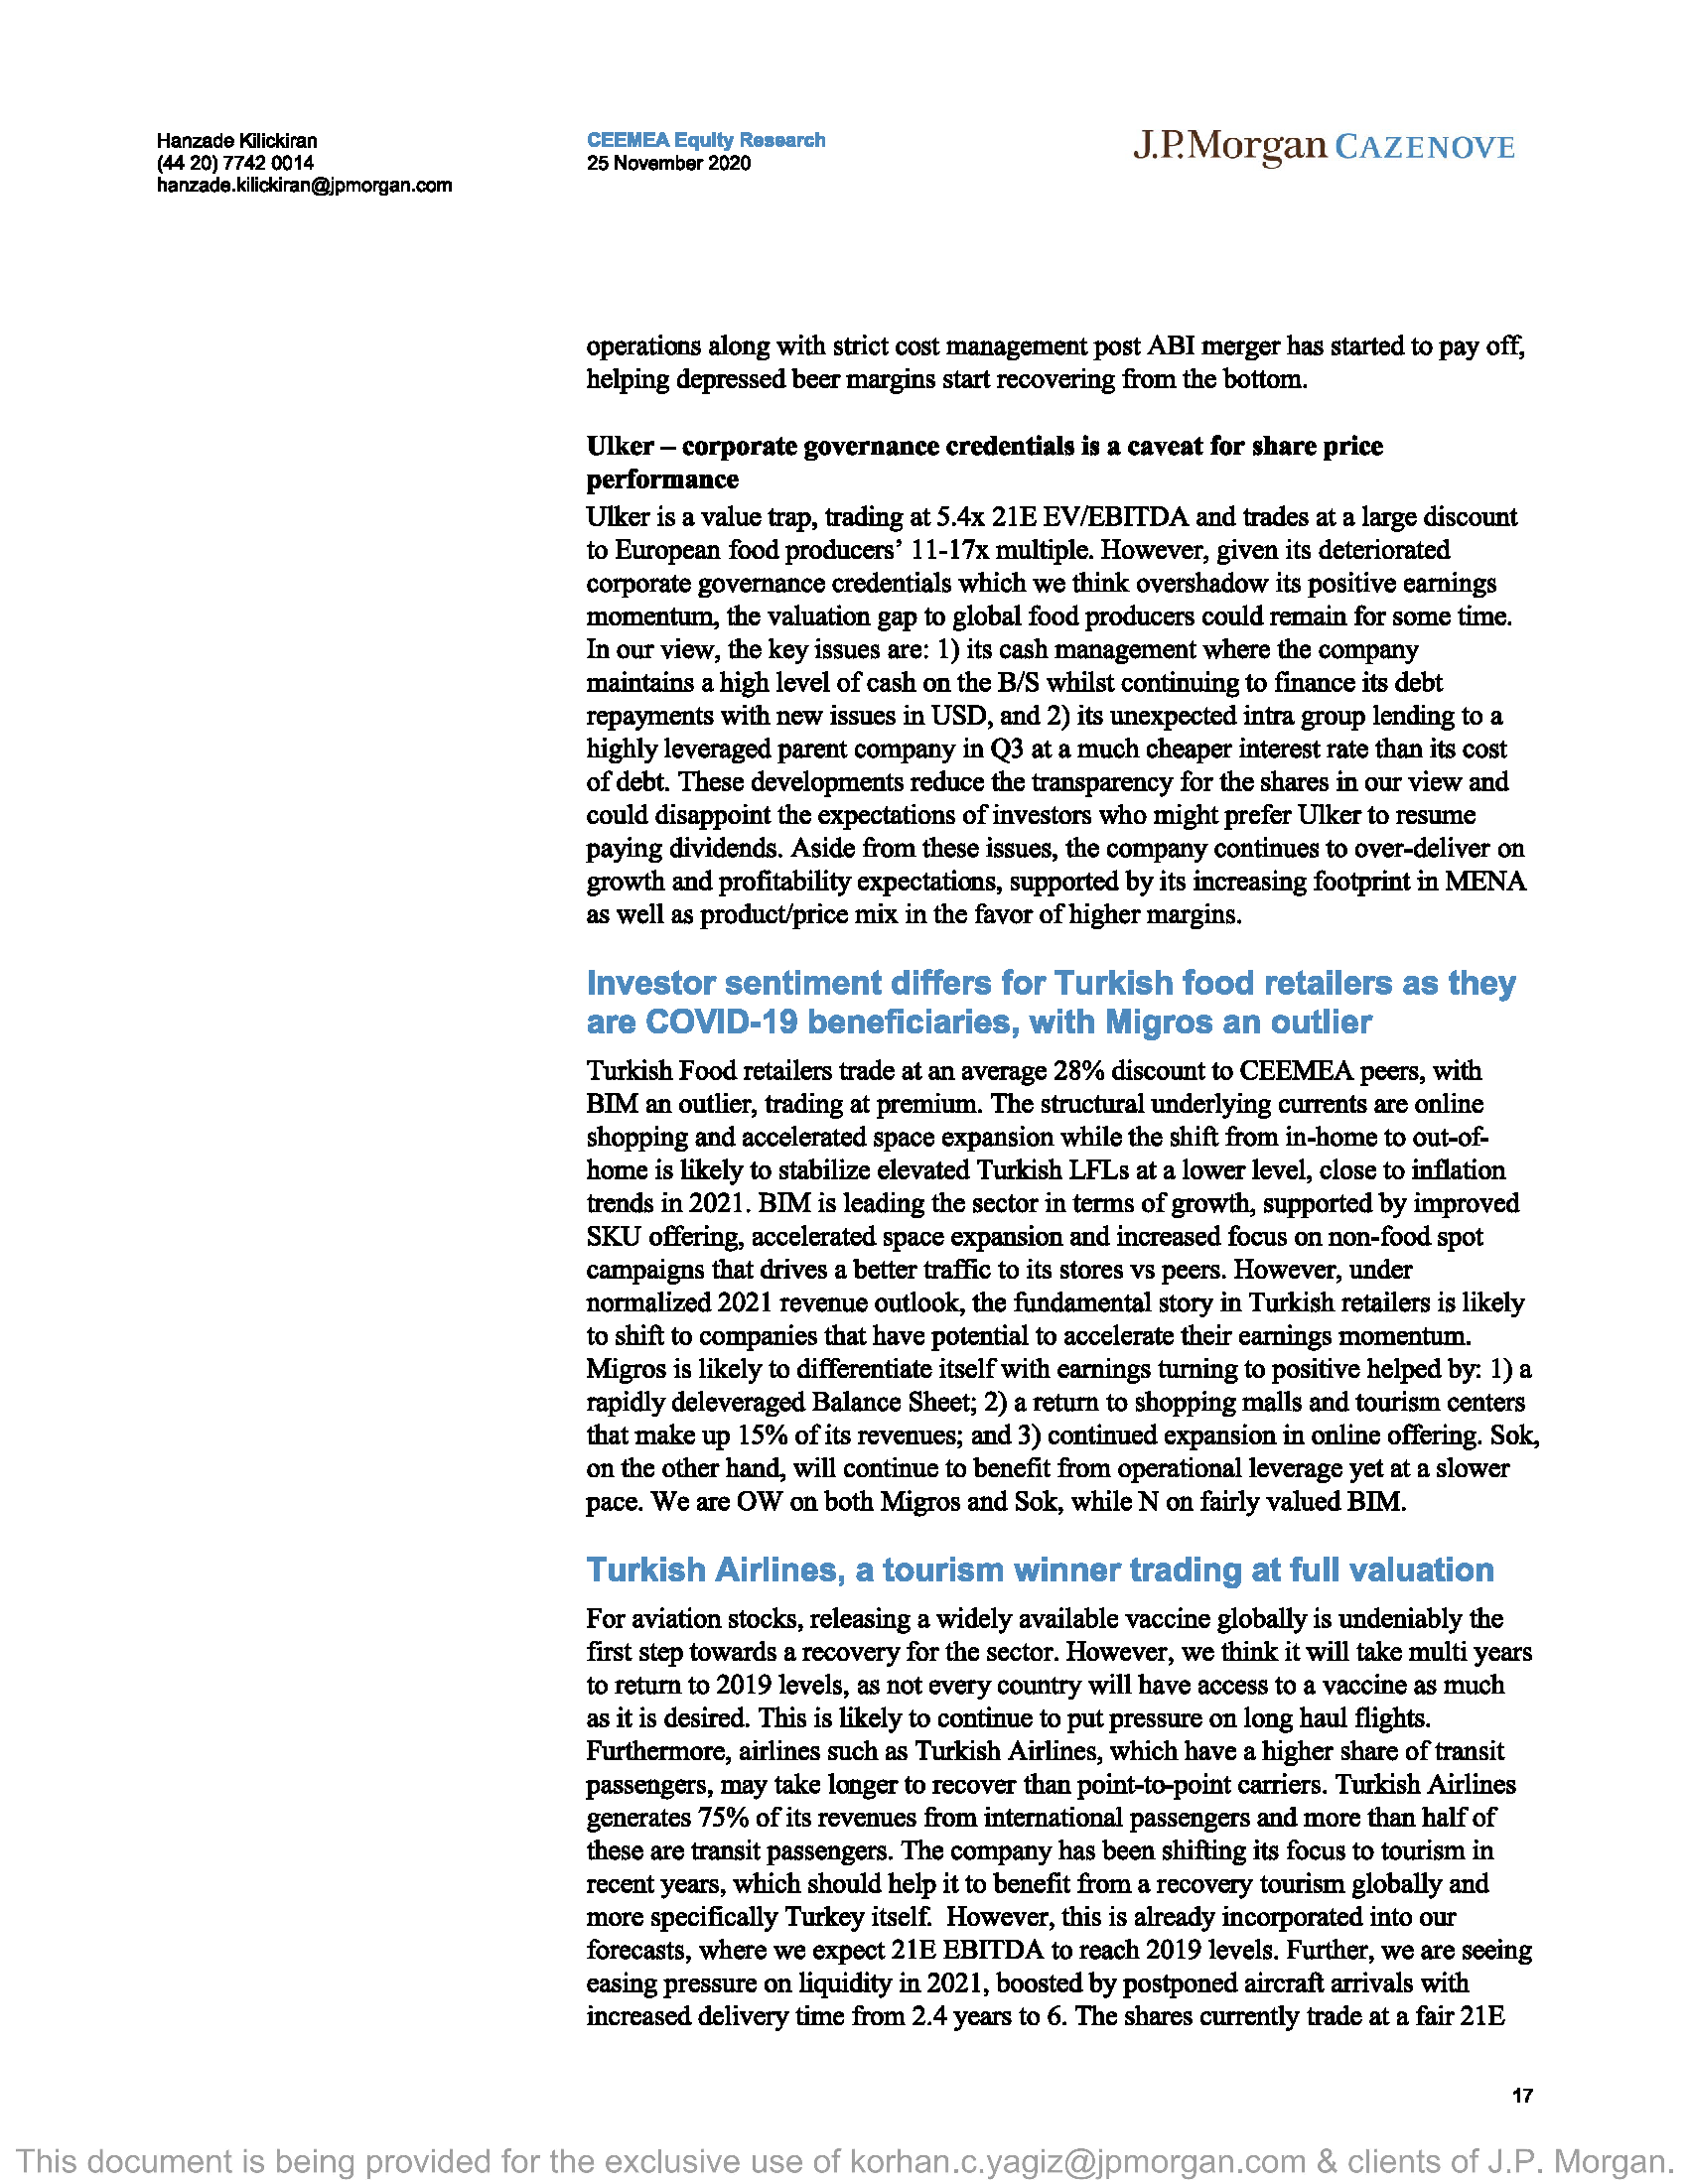 Hanzade Kilickiran
(44 20) 7742 0014
hanzade.kilickiran@jpmorgan.com
CEEMEA Equity Research
25 November 2020
J.P.Morgan CAZENOVE
operations along with strict cost management post ABI merger has started to pay off,
helping depressed beer margins start recovering from the bottom.
Ulker – corporate governance credentials is a caveat for share price
performance
Ulker is a value trap, trading at 5.4x 21E EV/EBITDA and trades at a large discount
to European food producers’ 11-17x multiple. However, given its deteriorated
corporate governance credentials which we think overshadow its positive earnings
momentum, the valuation gap to global food producers could remain for some time.
In our view, the key issues are: 1) its cash management where the company
maintains a high level of cash on the B/S whilst continuing to finance its debt
repayments with new issues in USD, and 2) its unexpected intra group lending to a
highly leveraged parent company in Q3 at a much cheaper interest rate than its cost
of debt. These developments reduce the transparency for the shares in our view and
could disappoint the expectations of investors who might prefer Ulker to resume
paying dividends. Aside from these issues, the company continues to over-deliver on
growth and profitability expectations, supported by its increasing footprint in MENA
as well as product/price mix in the favor of higher margins.
Investor sentiment differs for Turkish food retailers as they
are COVID-19 beneficiaries, with Migros an outlier
Turkish Food retailers trade at an average 28% discount to CEEMEA peers, with
BIM an outlier, trading at premium. The structural underlying currents are online
shopping and accelerated space expansion while the shift from in-home to out-of-
home is likely to stabilize elevated Turkish LFLs at a lower level, close to inflation
trends in 2021. BIM is leading the sector in terms of growth, supported by improved
SKU offering, accelerated space expansion and increased focus on non-food spot
campaigns that drives a better traffic to its stores vs peers. However, under
normalized 2021 revenue outlook, the fundamental story in Turkish retailers is likely
to shift to companies that have potential to accelerate their earnings momentum.
Migros is likely to differentiate itself with earnings turning to positive helped by: 1) a
rapidly deleveraged Balance Sheet; 2) a return to shopping malls and tourism centers
that make up 15% of its revenues; and 3) continued expansion in online offering. Sok,
on the other hand, will continue to benefit from operational leverage yet at a slower
pace. We are OW on both Migros and Sok, while N on fairly valued BIM.
Turkish Airlines, a tourism winner trading at full valuation
For aviation stocks, releasing a widely available vaccine globally is undeniably the
first step towards a recovery for the sector. However, we think it will take multi years
to return to 2019 levels, as not every country will have access to a vaccine as much
as it is desired. This is likely to continue to put pressure on long haul flights.
Furthermore, airlines such as Turkish Airlines, which have a higher share of transit
passengers, may take longer to recover than point-to-point carriers. Turkish Airlines
generates 75% of its revenues from international passengers and more than half of
these are transit passengers. The company has been shifting its focus to tourism in
recent years, which should help it to benefit from a recovery tourism globally and
more specifically Turkey itself.  However, this is already incorporated into our
forecasts, where we expect 21E EBITDA to reach 2019 levels. Further, we are seeing
easing pressure on liquidity in 2021, boosted by postponed aircraft arrivals with
increased delivery time from 2.4 years to 6. The shares currently trade at a fair 21E
17
This document is being provided for the exclusive use of korhan.c.yagiz@jpmorgan.com & clients of J.P. Morgan.